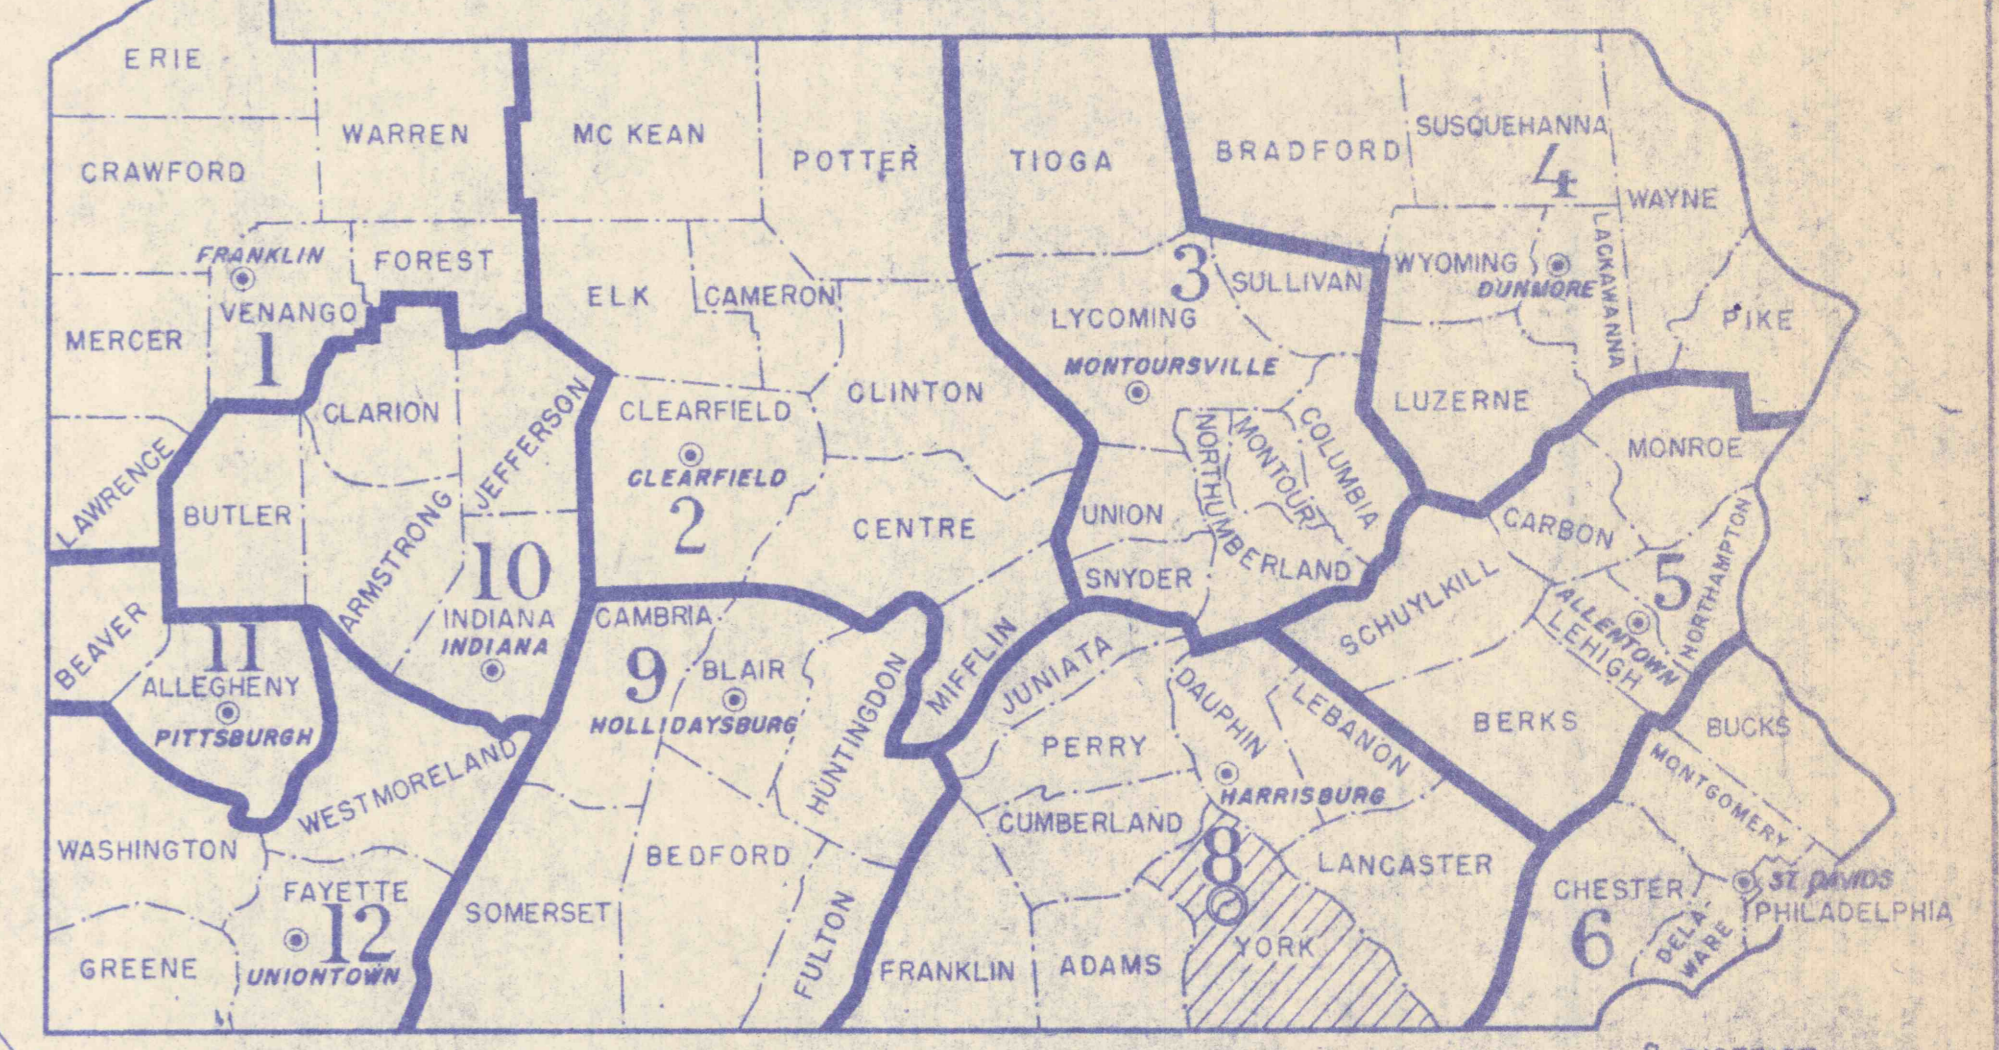 ERIE
WARREN
MC KEAN
POTTER
TIOGA
BRADFORD
SUSQUEHANNA
4
WAYNE
CRAWFORD
FRANKLIN
FOREST
VENANGO
1
MERCER
ELK
CAMERON
3
SULLIVAN
LYCOMING
MONTOURSVILLE
WYOMING
DUNMORE
LACKAWANNA
PIKE
LUZERNE
CLINTON
CLARION
JEFFERSON
CLEARFIELD
CLEARFIELD
2
CENTRE
LAWRENCE
BUTLER
ARMSTRONG
10
INDIANA
INDIANA
UNION
SNYDER
NORTHUMBERLAND
MONTOUR
COLUMBIA
MONROE
CARBON
5
NORTHAMPTON
ALLENTOWN
LEHIGH
SCHUYLKILL
BERKS
BEAVER
11
ALLEGHENY
PITTSBURGH
CAMBRIA
9
BLAIR
HOLLIDAYSBURG
HUNTINGDON
MIFFLIN
JUNIATA
PERRY
DAUPHIN
LEBANON
HARRISBURG
CUMBERLAND
8
YORK
LANCASTER
BUCKS
MONTGOMERY
ST. DAVIDS
PHILADELPHIA
CHESTER
6
DELA-
WARE
WESTMORELAND
WASHINGTON
FAYETTE
12
UNIONTOWN
GREENE
SOMERSET
BEDFORD
FULTON
FRANKLIN
ADAMS